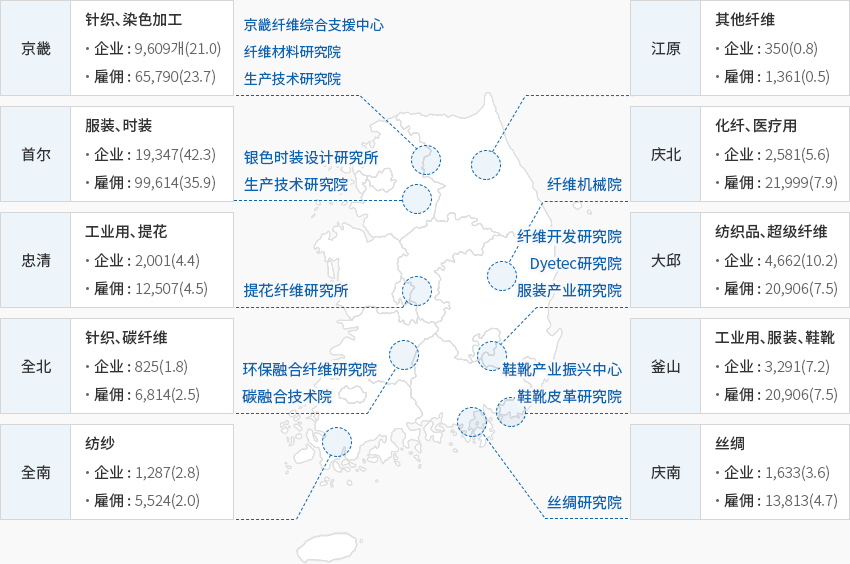 京畿
针织、染色加工
· 企业 : 9,6097개(21.0)
· 雇佣 : 65,790(23.7)
京畿纤维综合支援中心
纤维材料研究院
生产技术研究院
首尔
服装、时装
· 企业 : 19,347(42.3)
· 雇佣 : 99,614(35.9)
银色时装设计研究所
生产技术研究院
忠清
工业用、提花
· 企业 : 2,001(4.4)
· 雇佣 : 12,507(4.5)
提花纤维研究所
全北
针织、碳纤维
· 企业 : 825(1.8)
· 雇佣 : 6,814(2.5)
环保融合纤维研究院
碳融合技术院
全南
纺纱
· 企业 : 1,287(2.8)
· 雇佣 : 5,524(2.0)
江原
其他纤维
· 企业 : 350(0.8)
· 雇佣 : 1,361(0.5)
庆北
化纤、医疗用
· 企业 : 2,581(5.6)
· 雇佣 : 21,999(7.9)
纤维机械院
大邱
纺织品、超级纤维
· 企业 : 4,662(10.2)
· 雇佣 : 20,906(7.5)
纤维开发研究院
Dyetec研究院
服装产业研究院
釜山
工业用、服装、鞋靴
· 企业 : 3,291(7.2)
· 雇佣 : 20,906(7.5)
鞋靴产业振兴中心
鞋靴皮革研究院
庆南
丝绸
· 企业 : 1,633(3.6)
· 雇佣 : 13,813(4.7)
丝绸研究院